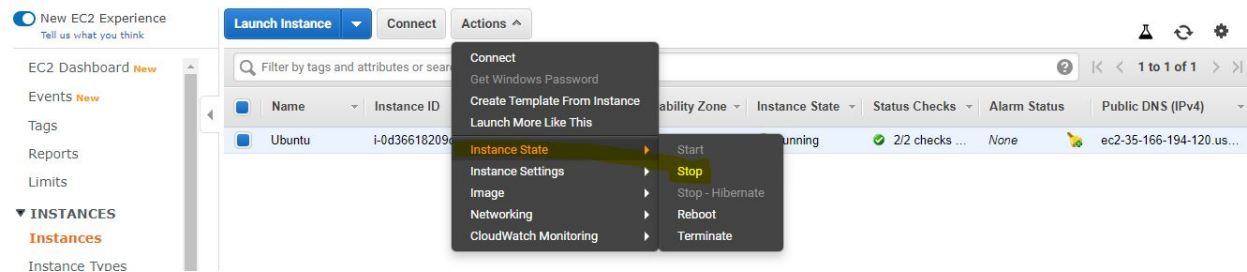 New EC2 Experience
Tell us what you think
EC2 Dashboard New
Events New
Tags
Reports
Limits
INSTANCES
Instances
Instance Types
Launch Instance Connect Actions
Filter by tags and attributes or sear
1 to 1 of 1
Name Instance ID ability Zone Instance State Status Checks Alarm Status Public DNS (IPv4)
Ubuntu i-0d36618209 unning 2/2 checks ... None ec2-35-166-194-120.us...
Connect
Get Windows Password
Create Template From Instance
Launch More Like This
Instance State
Instance Settings
Image
Networking
CloudWatch Monitoring
Start
Stop
Stop - Hibernate
Reboot
Terminate